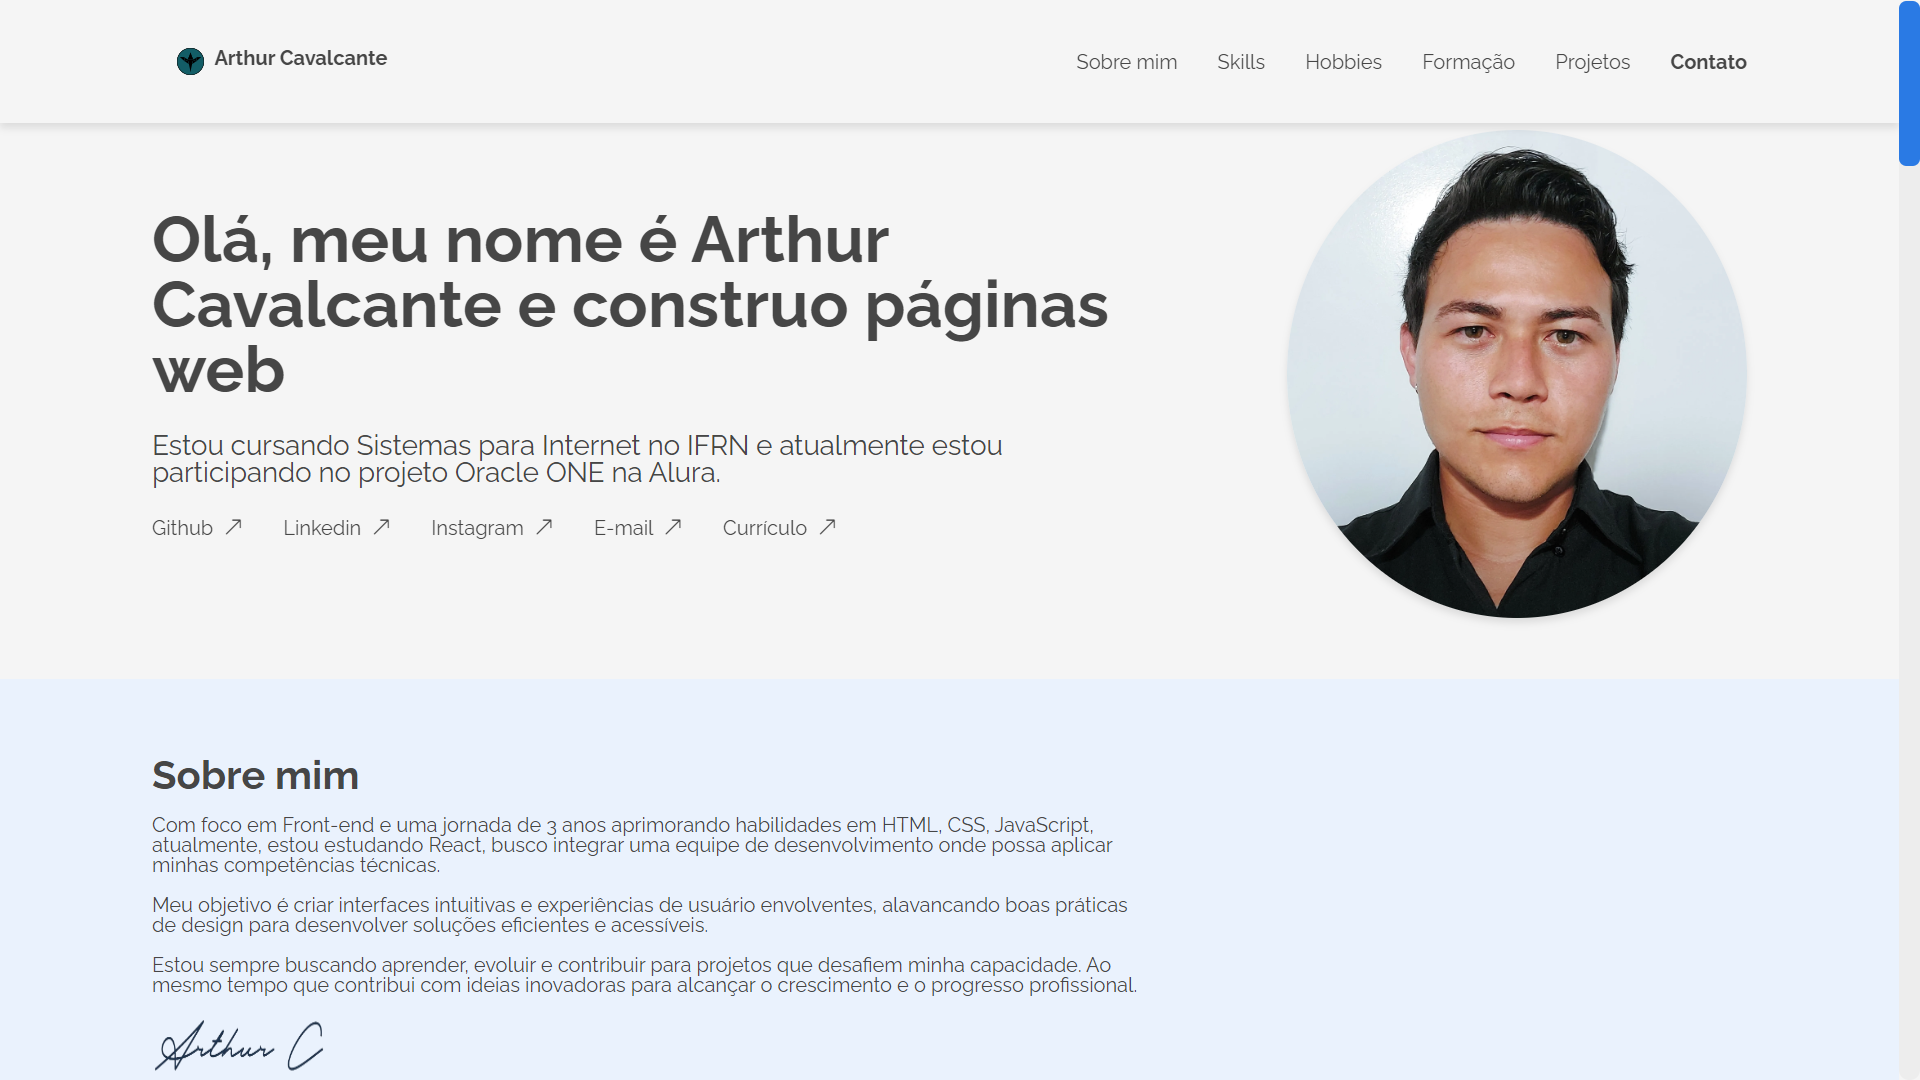 Arthur Cavalcante
Sobre mim
Skills
Hobbies
Formação
Projetos
Contato
Olá, meu nome é Arthur
Cavalcante e construo páginas
web
Estou cursando Sistemas para Internet no IFRN e atualmente estou
participando no projeto Oracle ONE na Alura.
Github
Linkedin
Instagram
E-mail
Currículo
Sobre mim
Com foco em Front-end e uma jornada de 3 anos aprimorando habilidades em HTML, CSS, JavaScript,
atualmente, estou estudando React, busco integrar uma equipe de desenvolvimento onde possa aplicar
minhas competências técnicas.
Meu objetivo é criar interfaces intuitivas e experiências de usuário envolventes, alavancando boas práticas
de design para desenvolver soluções eficientes e acessíveis.
Estou sempre buscando aprender, evoluir e contribuir para projetos que desafiem minha capacidade. Ao
mesmo tempo que contribui com ideias inovadoras para alcançar o crescimento e o progresso profissional.
Arthur C